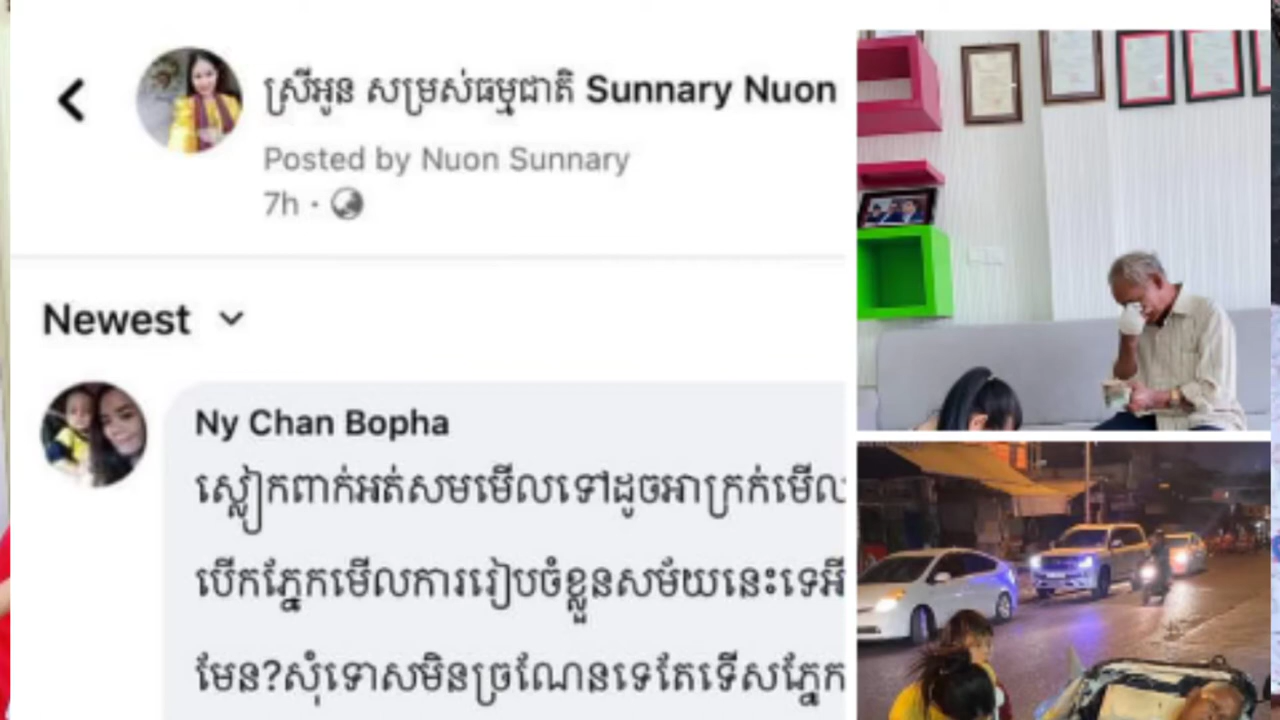 ស្រីអូន សម្រស់ធម្មជាតិ Sunnary Nuon
Posted by Nuon Sunnary
7h ·
Newest
Ny Chan Bopha
ស្លៀកពាក់អត់សមមើលទៅដូចអាក្រក់មើល
បើកភ្នែកមើលការរៀបចំខ្លួនសម័យនេះទេអី
មែន?សុំទោសមិនច្រណែនទេតែទើសភ្នែក